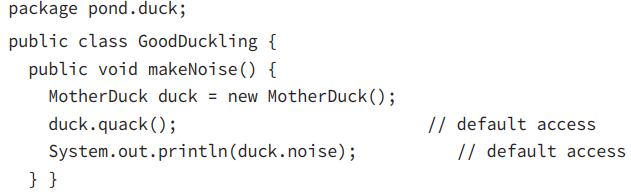 package pond.duck;
public class GoodDuckling {
  public void makeNoise() {
    MotherDuck duck = new MotherDuck();
    duck.quack();                         // default access
    System.out.println(duck.noise);          // default access
  } }